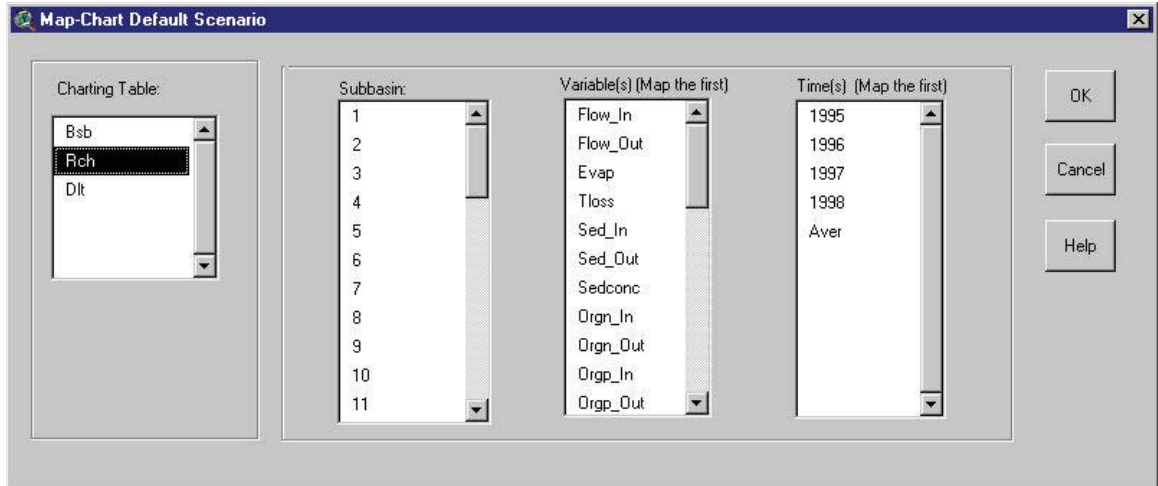 Map-Chart Default Scenario
Charting Table:
Bsb
Rch
Dlt
Subbasin:
1
2
3
4
5
6
7
8
9
10
11
Variable(s) (Map the first)
Flow_In
Flow_Out
Evap
Tloss
Sed_In
Sed_Out
Sedconc
Orgn_In
Orgn_Out
Orgp_In
Orgp_Out
Time(s) (Map the first)
1995
1996
1997
1998
Aver
OK
Cancel
Help